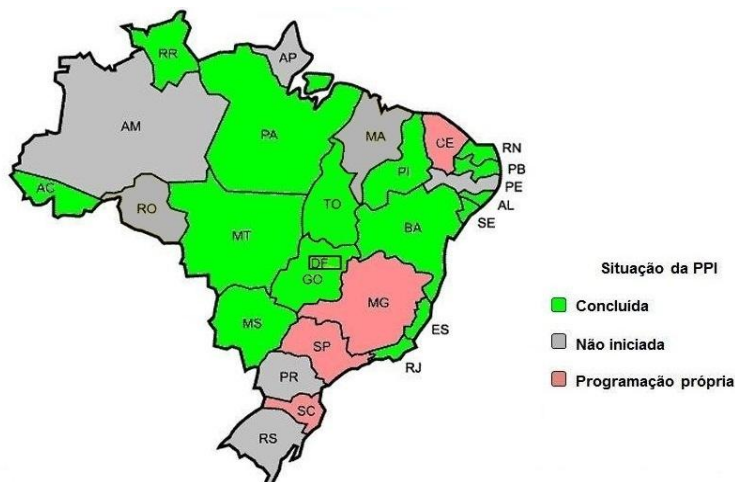 RR
AP
AM
PA
MA
CE
RN
PI
PB
PE
AC
AL
RO
TO
SE
MT
BA
DF
GO
Situação da PPI
MG
Concluída
MS
ES
Não iniciada
SP
RJ
PR
Programação própria
SC
RS